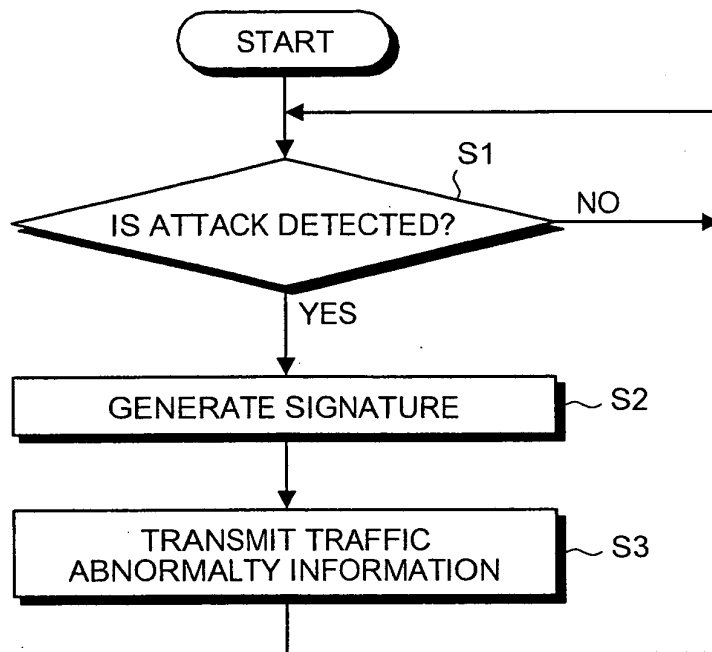 START
S1
IS ATTACK DETECTED?
NO
YES
GENERATE SIGNATURE
S2
TRANSMIT TRAFFIC
ABNORMALTY INFORMATION
S3